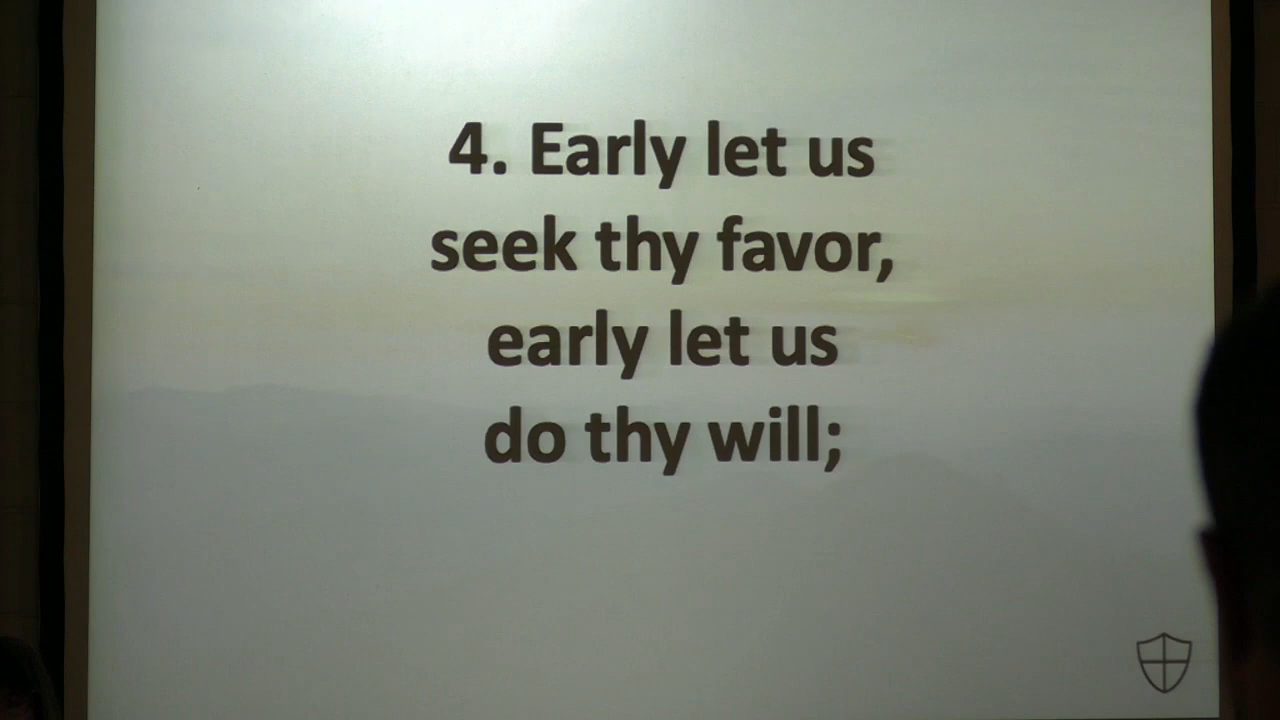 4. Early let us
seek thy favor,
early let us
do thy will;